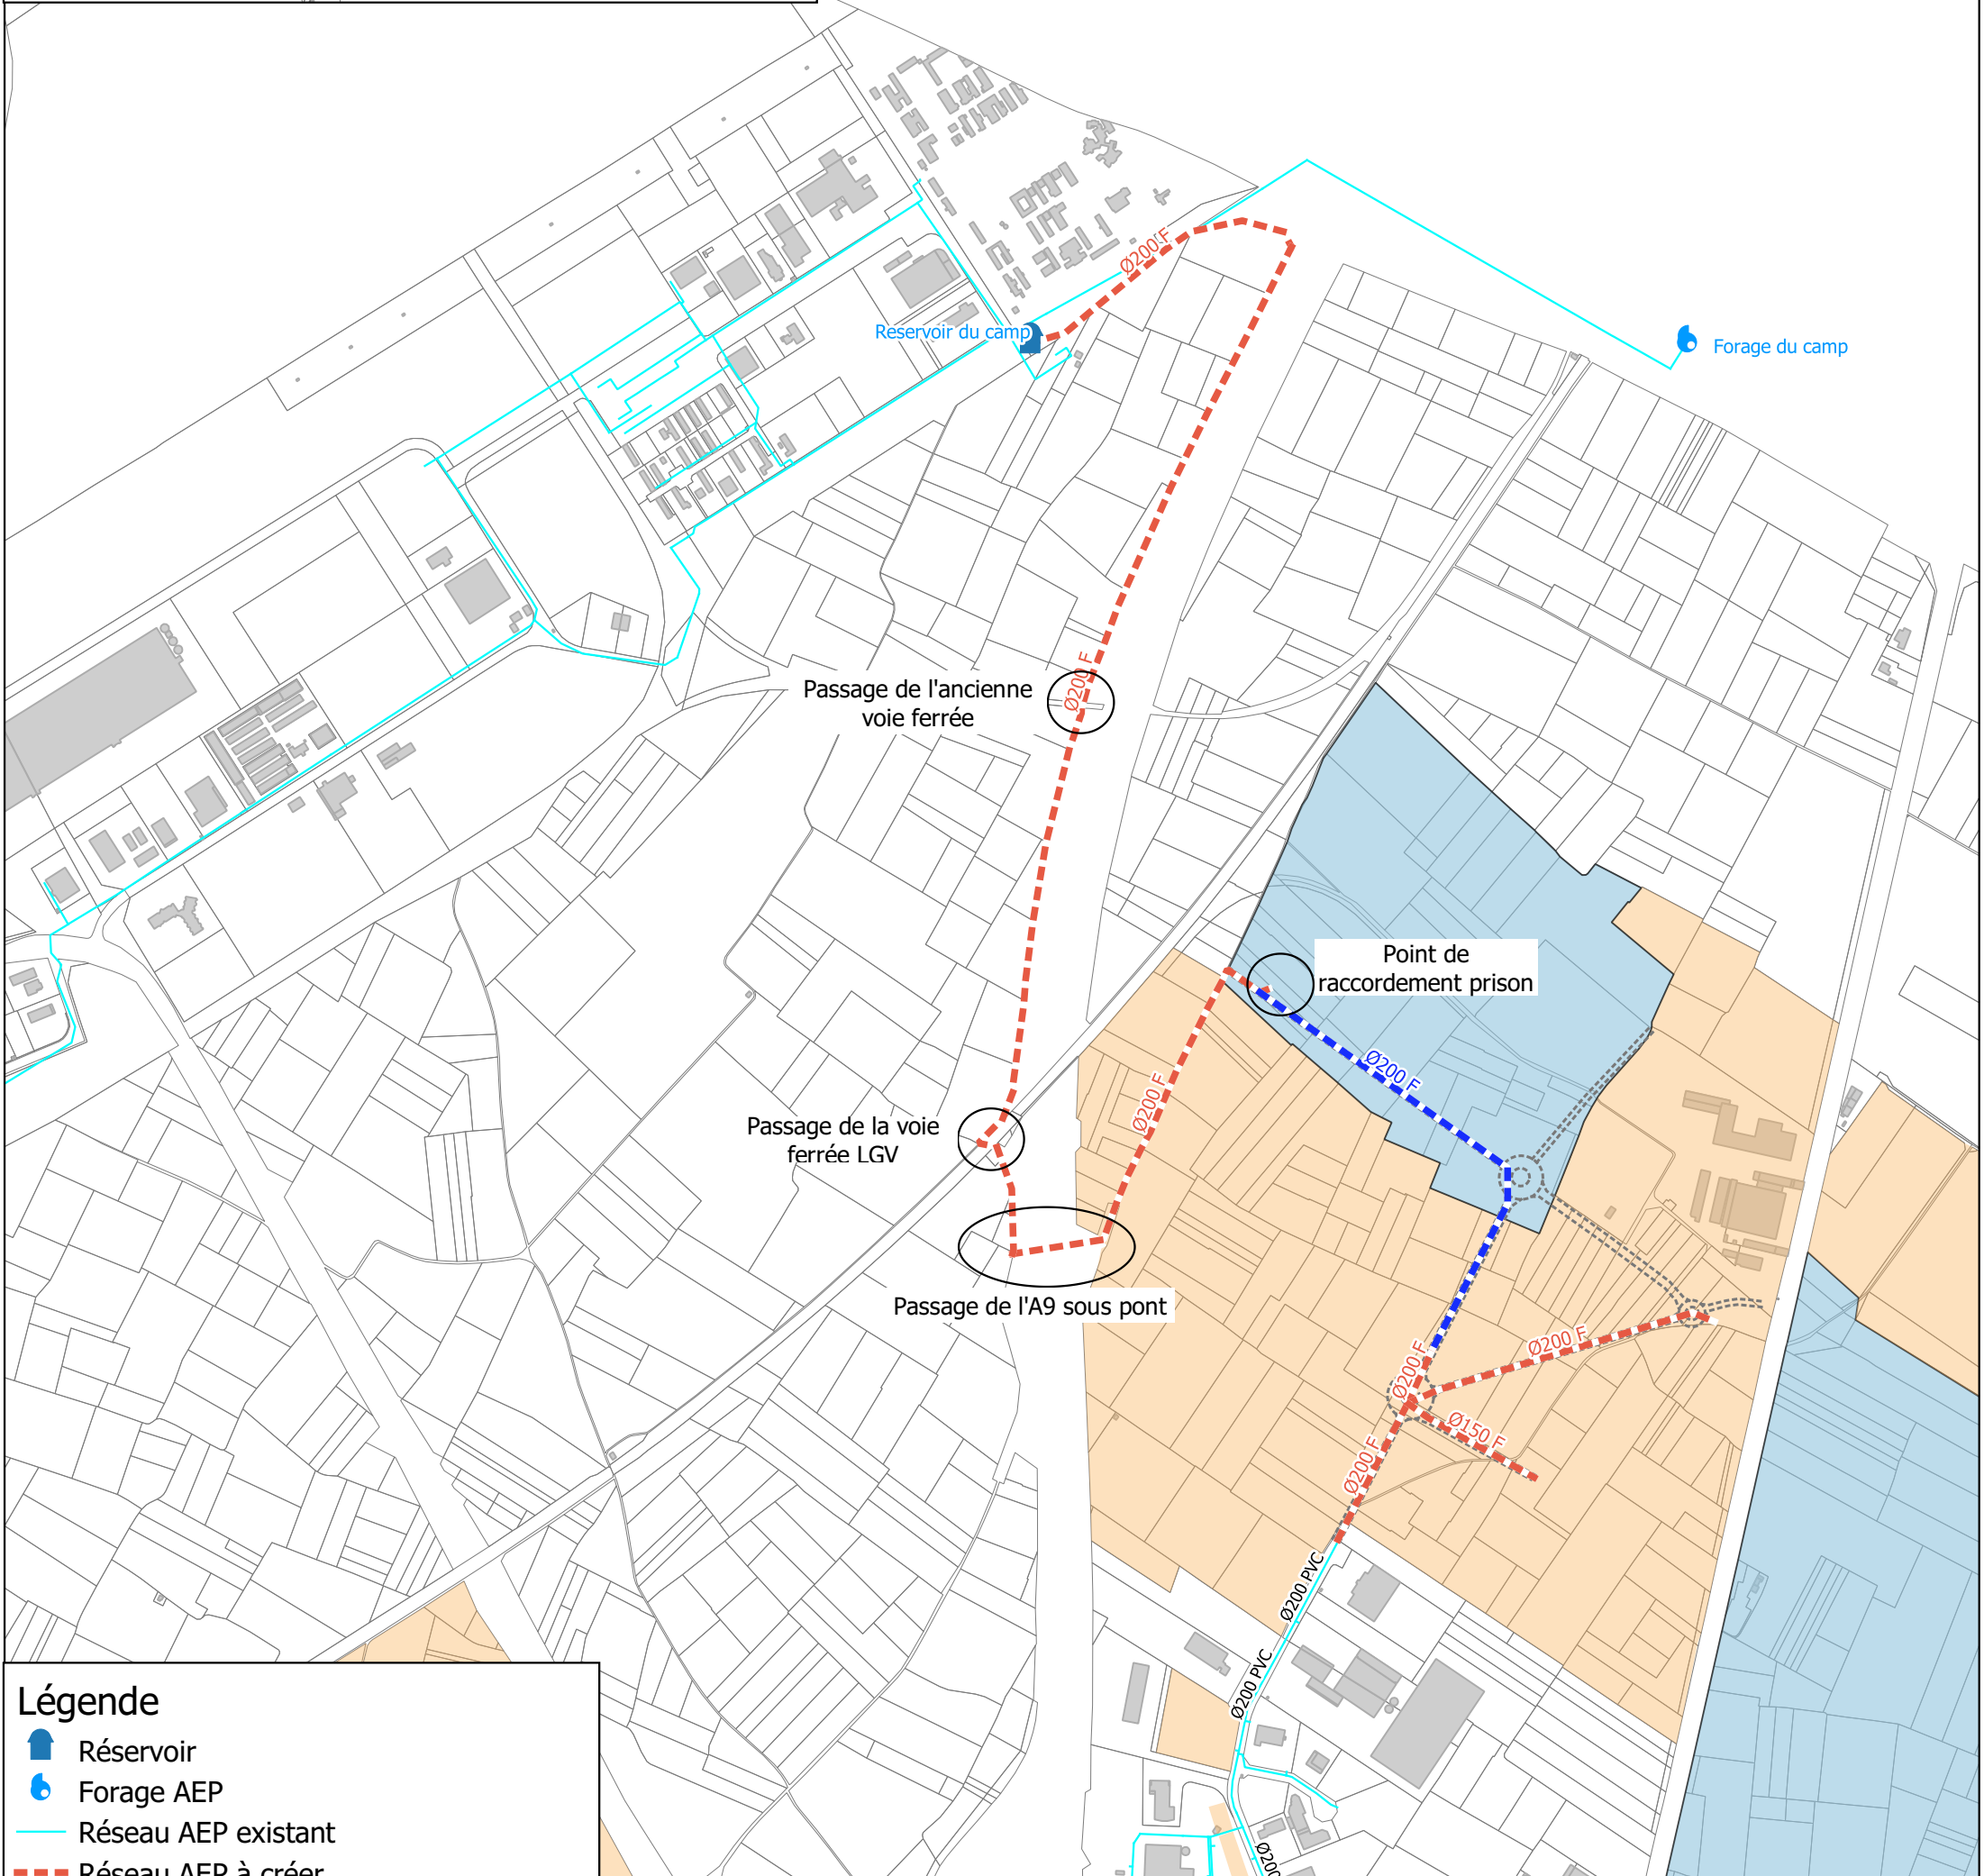 Ø200 F
Reservoir du camp
Forage du camp
Ø200 F
Passage de l'ancienne
voie ferrée
Point de
raccordement prison
Ø200 F
Ø200 F
Passage de la voie
ferrée LGV
Passage de l'A9 sous pont
Ø200 F
Ø200 F
Ø150 F
Ø200 F
Ø200 PVC
Ø200 PVC
Ø200
Légende
Réservoir
Forage AEP
Réseau AEP existant
Réseau AEP à créer